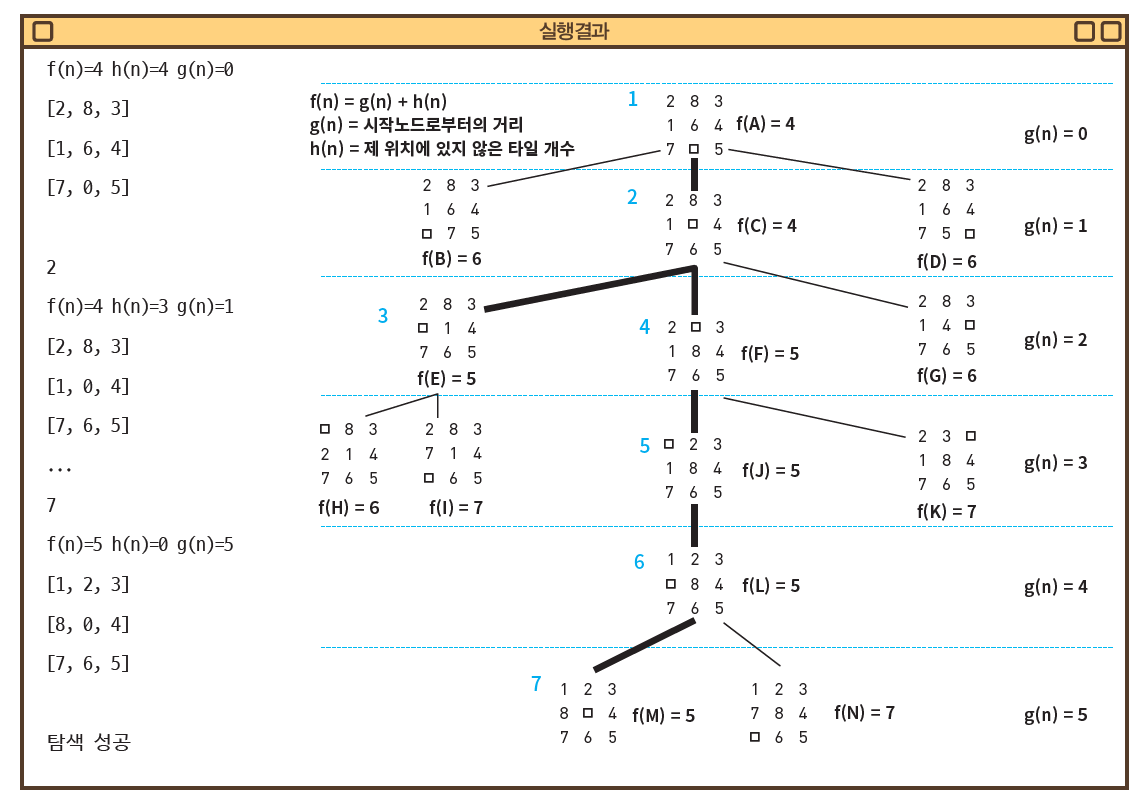 실행결과
f(n)=4 h(n)=4 g(n)=0
[2, 8, 3]
[1, 6, 4]
[7, 0, 5]
2
f(n)=4 h(n)=3 g(n)=1
[2, 8, 3]
[1, 0, 4]
[7, 6, 5]
...
7
f(n)=5 h(n)=0 g(n)=5
[1, 2, 3]
[8, 0, 4]
[7, 6, 5]
탐색 성공
f(n) = g(n) + h(n)
g(n) = 시작노드로부터의 거리
h(n) = 제 위치에 있지 않은 타일 개수
1
2 8 3
1 6 4
7 □ 5
f(A) = 4
g(n) = 0
2 8 3
1 6 4
□ 7 5
f(B) = 6
2
2 8 3
1 □ 4
7 6 5
f(C) = 4
2 8 3
1 6 4
7 5 □
f(D) = 6
g(n) = 1
3
2 8 3
□ 1 4
7 6 5
f(E) = 5
4
2 □ 3
1 8 4
7 6 5
f(F) = 5
2 8 3
1 4 □
7 6 5
f(G) = 6
g(n) = 2
□ 8 3
2 1 4
7 6 5
f(H) = 6
2 8 3
7 1 4
□ 6 5
f(I) = 7
5
□ 2 3
1 8 4
7 6 5
f(J) = 5
2 3 □
1 8 4
7 6 5
f(K) = 7
g(n) = 3
6
1 2 3
□ 8 4
7 6 5
f(L) = 5
g(n) = 4
7
1 2 3
8 □ 4
7 6 5
f(M) = 5
1 2 3
7 8 4
□ 6 5
f(N) = 7
g(n) = 5